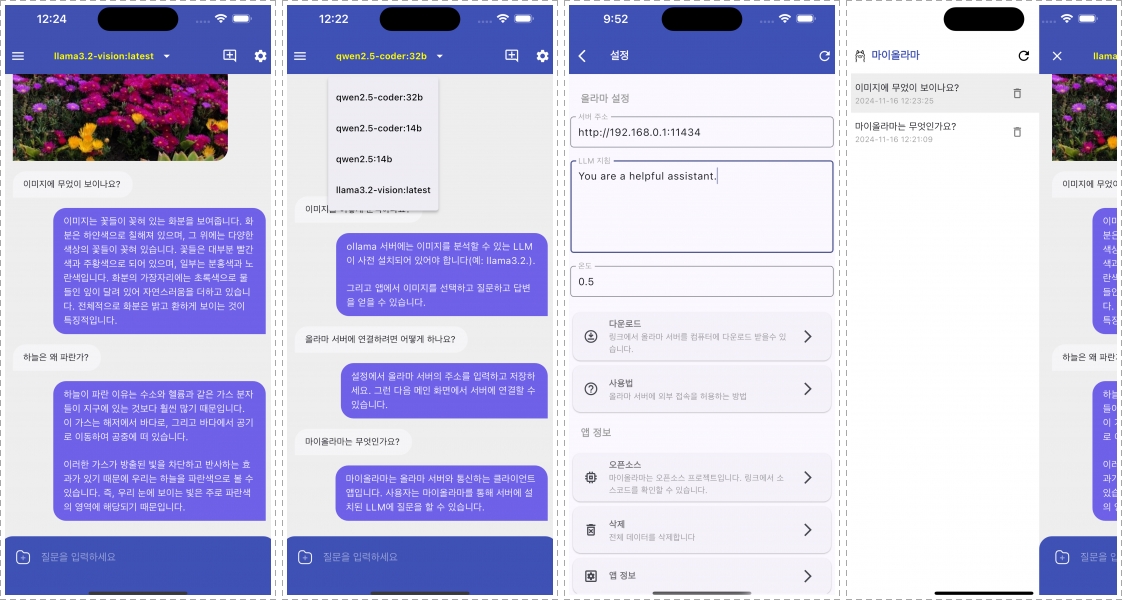 12:24
llama3.2-vision:latest
이미지에 무엇이 보이나요?
이미지는 꽃들이 꽂혀 있는 화분을 보여줍니다. 화
분은 하얀색으로 칠해져 있으며, 그 위에는 다양한
색상의 꽃들이 꽂혀 있습니다. 꽃들은 대부분 빨간
색과 주황색으로 되어 있으며, 일부는 분홍색과 노
란색입니다. 화분의 가장자리에는 초록색으로 물
들인 잎이 달려 있어 자연스러움을 더하고 있습니
다. 전체적으로 화분은 밝고 환하게 보이는 것이
특징적입니다.
하늘은 왜 파란가?
하늘이 파란 이유는 수소와 헬륨과 같은 가스 분자
들이 지구에 있는 것보다 훨씬 많기 때문입니다.
이 가스는 해저에서 바다로, 그리고 바다에서 공기
로 이동하여 공중에 떠 있습니다.
이러한 가스가 방출된 빛을 차단하고 반사하는 효
과가 있기 때문에 우리는 하늘을 파란색으로 볼 수
있습니다. 즉, 우리 눈에 보이는 빛은 주로 파란색
의 영역에 해당되기 때문입니다.
질문을 입력하세요
12:22
qwen2.5-coder:32b
qwen2.5-coder:32b
qwen2.5-coder:14b
qwen2.5:14b
llama3.2-vision:latest
ollama 서버에는 이미지를 분석할 수 있는 LLM
이 사전 설치되어 있어야 합니다(예: llama3.2.).
그리고 앱에서 이미지를 선택하고 질문하고 답변
을 얻을 수 있습니다.
올라마 서버에 연결하려면 어떻게 하나요?
설정에서 올라마 서버의 주소를 입력하고 저장하
세요. 그런 다음 메인 화면에서 서버에 연결할 수
있습니다.
마이올라마는 무엇인가요?
마이올라마는 올라마 서버와 통신하는 클라이언트
앱입니다. 사용자는 마이올라마를 통해 서버에 설
치된 LLM에 질문을 할 수 있습니다.
질문을 입력하세요
9:52
설정
올라마 설정
서버 주소
http://192.168.0.1:11434
LLM 지침
You are a helpful assistant.
온도
0.5
다운로드
링크에서 올라마 서버를 컴퓨터에 다운로드 받을수 있
습니다.
사용법
올라마 서버에 외부 접속을 허용하는 방법
앱 정보
오픈소스
마이올라마는 오픈소스 프로젝트입니다. 링크에서 소
스코드를 확인할 수 있습니다.
삭제
전체 데이터를 삭제합니다
앱 정보
마이올라마
이미지에 무엇이 보이나요?
2024-11-16 12:23:25
마이올라마는 무엇인가요?
2024-11-16 12:21:09
llama
이미지에 무엇이
이미
분은
색상
색과
란색
들인
다.
특징
하늘은 왜 파란
하늘
들이
이 가
로 이
이러
과가
있습
의 영
질문을 입